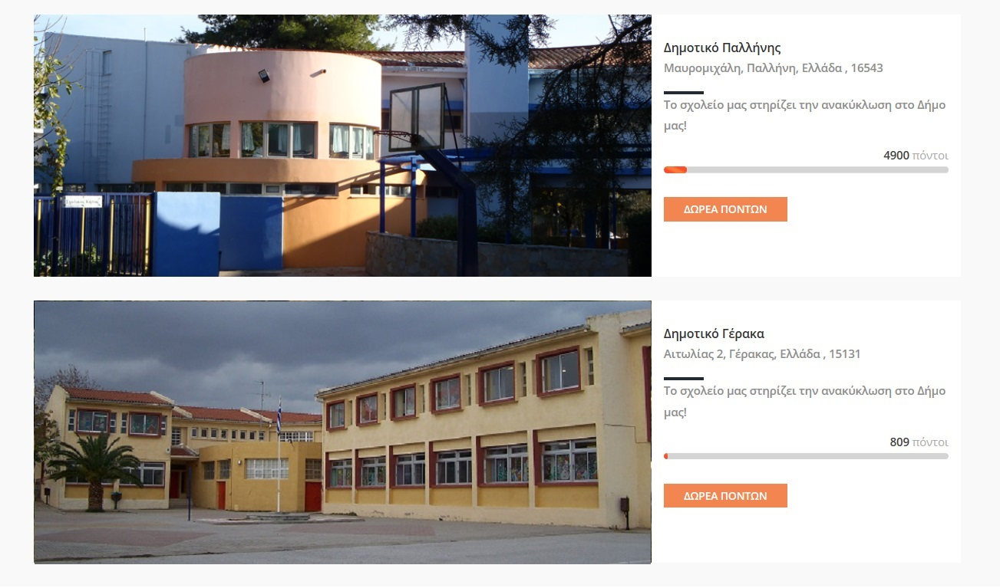 Δημοτικό Παλλήνης
Μαυρομιχάλη, Παλλήνη, Ελλάδα , 16543
Το σχολείο μας στηρίζει την ανακύκλωση στο Δήμο
μας!
4900 πόντοι
ΔΩΡΕΑ ΠΟΝΤΩΝ
Δημοτικό Γέρακα
Αιτωλίας 2, Γέρακας, Ελλάδα , 15131
Το σχολείο μας στηρίζει την ανακύκλωση στο Δήμο
μας!
809 πόντοι
ΔΩΡΕΑ ΠΟΝΤΩΝ